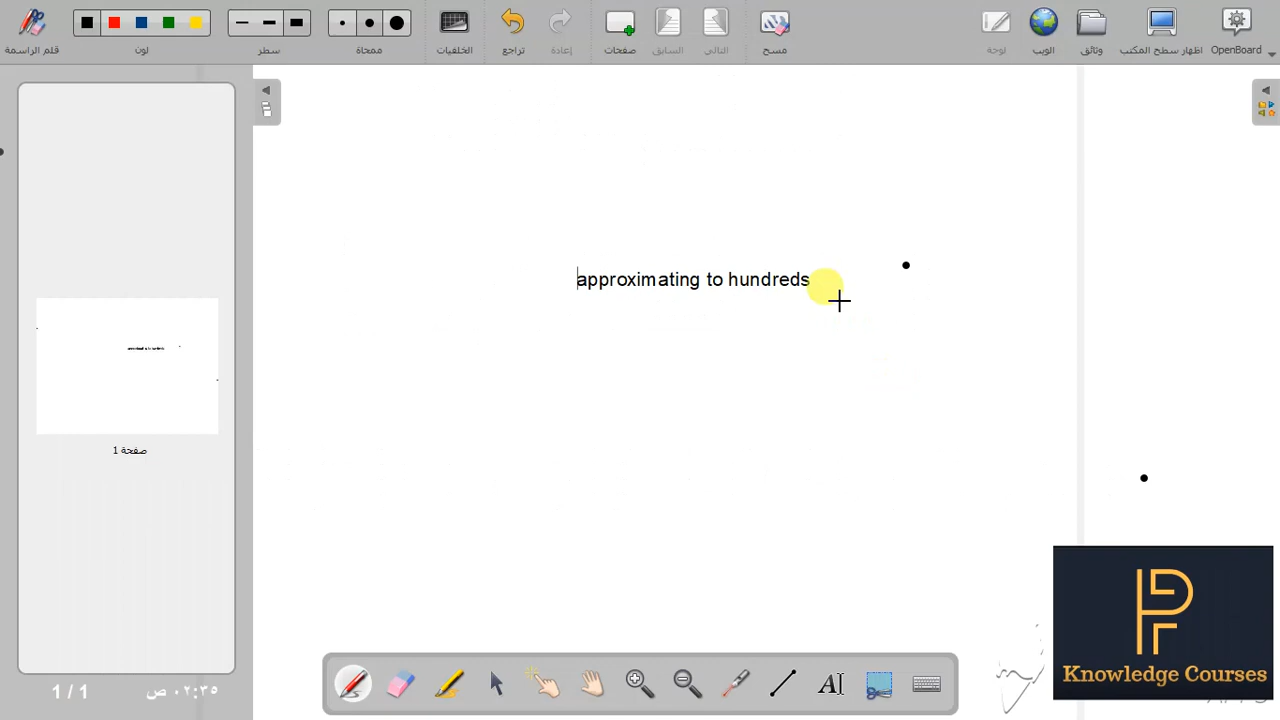 قلم الراسمة
لون
سطر
ممحاة
الخلفيات
تراجع
إعادة
صفحات
السابق
التالي
مسح
لوحة
الويب
وثائق
اظهار سطح المكتب
OpenBoard
approximating to hundreds
صفحة 1
1 / 1
٠٢:٣٥ ص
Knowledge Courses